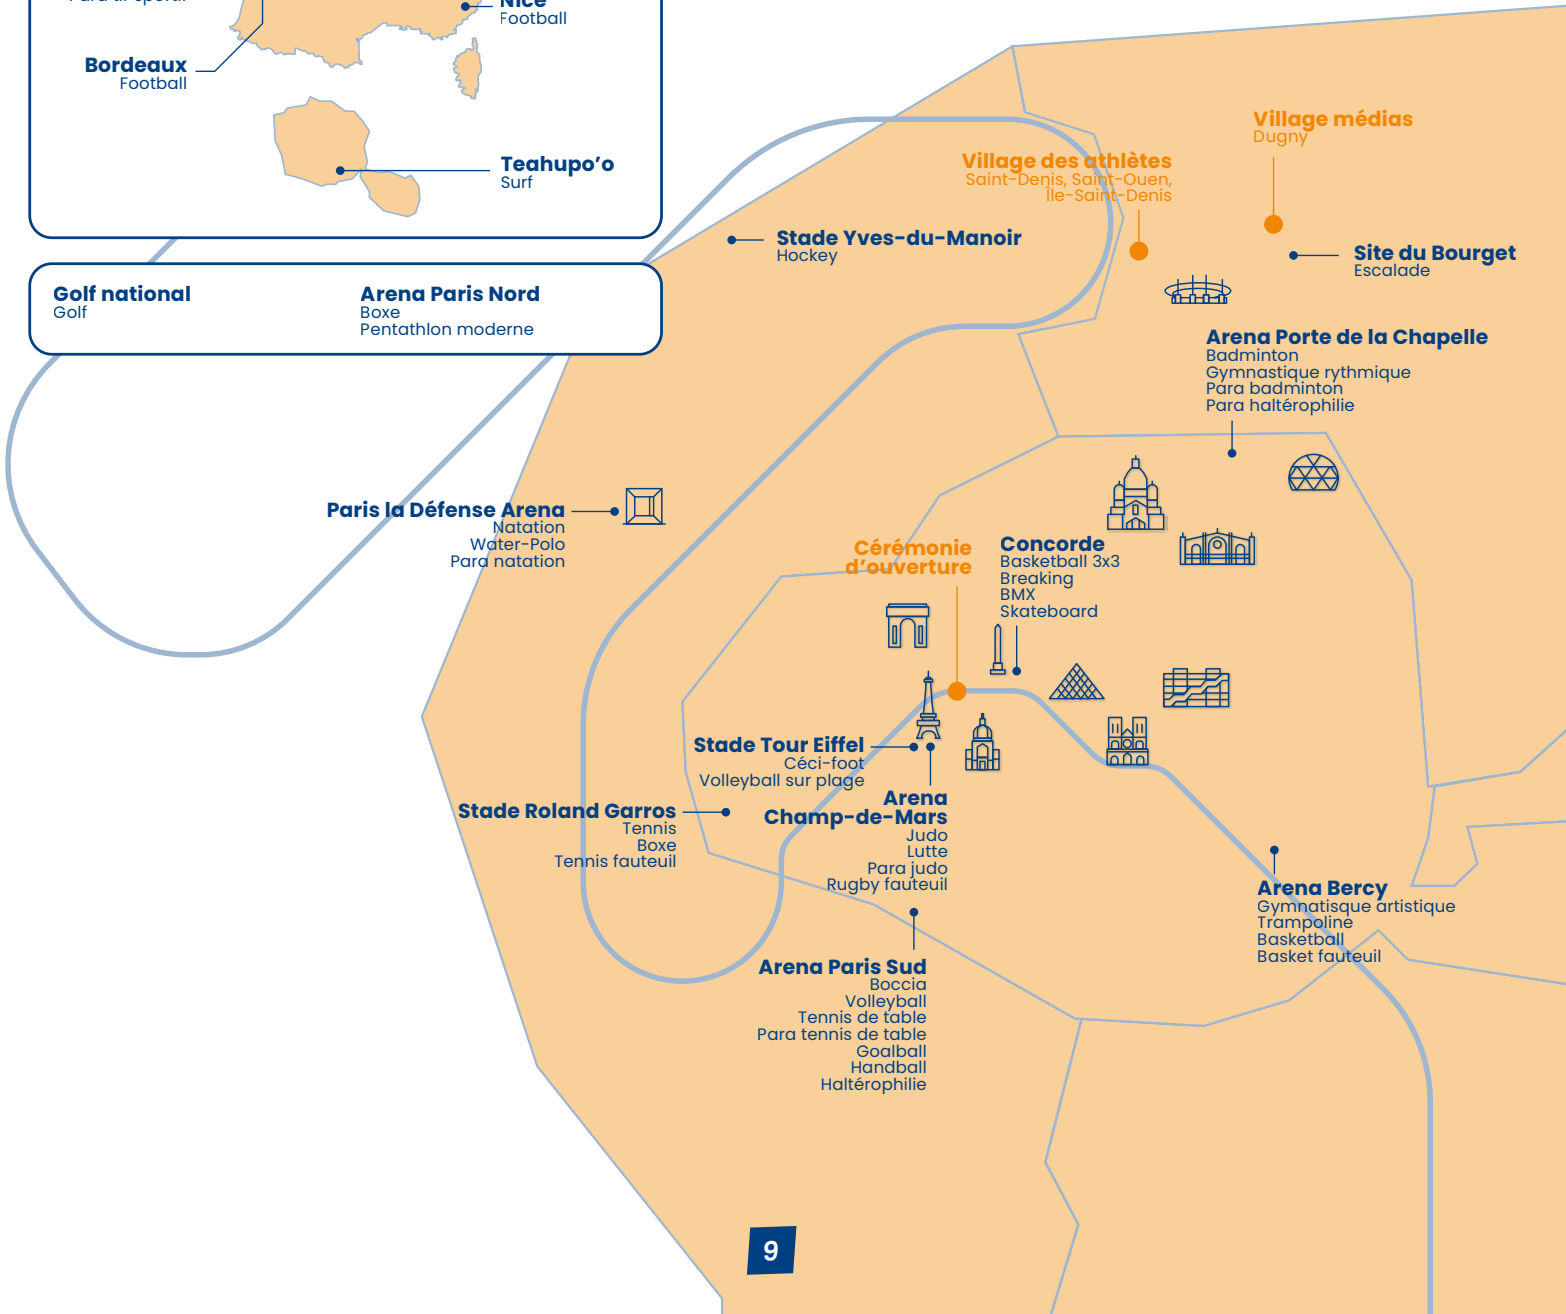 Nice
Football
Bordeaux
Football
Teahupo’o
Surf
Golf national
Golf
Arena Paris Nord
Boxe
Pentathlon moderne
Village médias
Dugny
Village des athlètes
Saint-Denis, Saint-Ouen,
Île-Saint-Denis
Stade Yves-du-Manoir
Hockey
Site du Bourget
Escalade
Arena Porte de la Chapelle
Badminton
Gymnastique rythmique
Para badminton
Para haltérophilie
Paris la Défense Arena
Natation
Water-Polo
Para natation
Cérémonie
d’ouverture
Concorde
Basketball 3x3
Breaking
BMX
Skateboard
Stade Tour Eiffel
Céci-foot
Volleyball sur plage
Stade Roland Garros
Tennis
Boxe
Tennis fauteuil
Arena
Champ-de-Mars
Judo
Lutte
Para judo
Rugby fauteuil
Arena Bercy
Gymnatisque artistique
Trampoline
Basketball
Basket fauteuil
Arena Paris Sud
Boccia
Volleyball
Tennis de table
Para tennis de table
Goalball
Handball
Haltérophilie
9